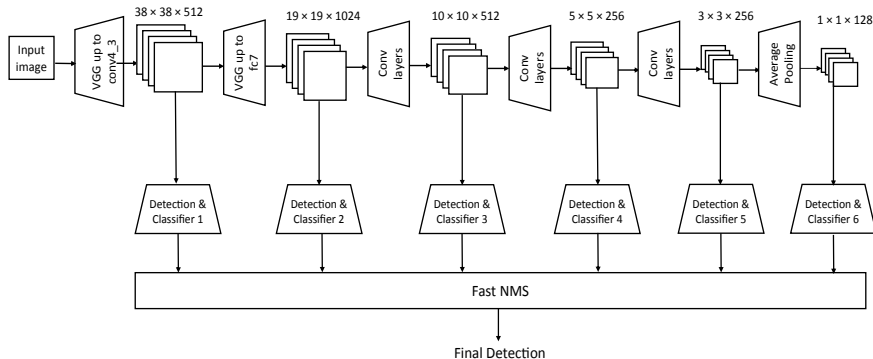 38 × 38 × 512
19 × 19 × 1024
10 × 10 × 512
5 × 5 × 256
3 × 3 × 256
1 × 1 × 128
Input
image
VGG up to
conv4_3
VGG up to
fc7
Conv
layers
Conv
layers
Conv
layers
Average
Pooling
Detection &
Classifier 1
Detection &
Classifier 2
Detection &
Classifier 3
Detection &
Classifier 4
Detection &
Classifier 5
Detection &
Classifier 6
Fast NMS
Final Detection